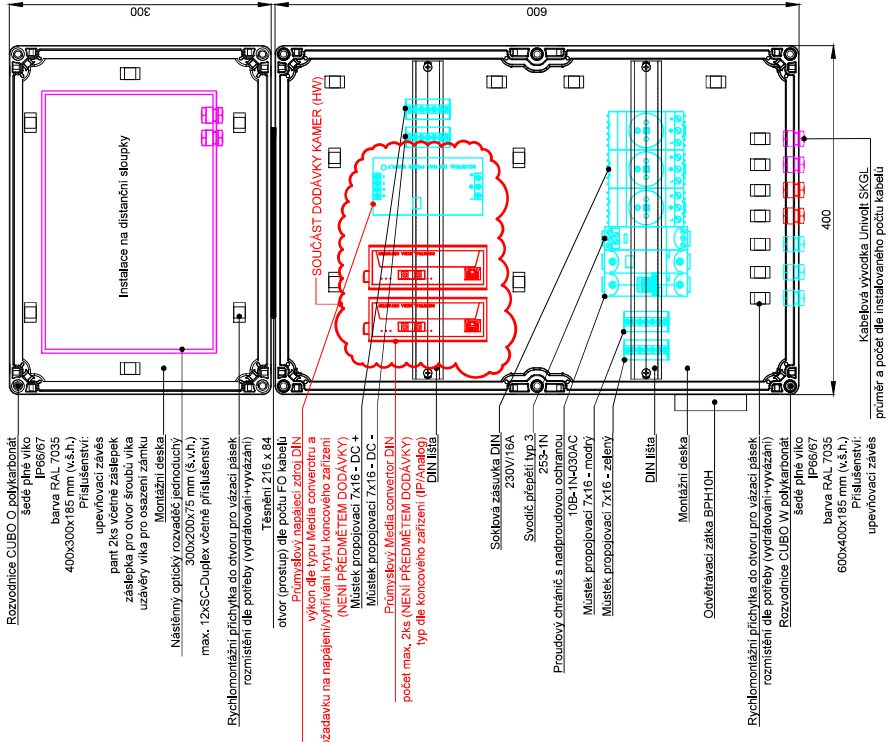 300
600
400
Instalace na distanční sloupky
SOUČÁST DODÁVKY KAMER (HW)
Kabelová vývodka Univolt SKGL
průměr a počet dle instalovaného počtu kabelů
Rozvodnice CUBO O polykarbonát
šedé plné víko
IP66/67
barva RAL 7035
400x300x185 mm (v.š.h.)
Příslušenství:
upevňovací závěs
pant 2ks včetně záslepek
záslepka pro otvor šroubů víka
uzávěry víka pro osazení zámku
Montážní deska
Nástěnný optický rozvaděč jednoduchý
300x200x75 mm (š.v.h.)
max. 12xSC-Duplex včetně příslušenství
Rychlomontážní příchytka do otvoru pro vázací pásek
rozmístění dle potřeby (vydrátování+vyvázání)
Těsnění 216 x 84
otvor (prostup) dle počtu FO kabelů
Průmyslový napájecí zdroj DIN
výkon dle typu Media converotru a
požadavku na napájení/vyhřívání krytu koncového zařízení
(NENÍ PŘEDMĚTEM DODÁVKY)
Můstek propojovací 7x16 - DC +
Můstek propojovací 7x16 - DC -
Průmyslový Media convertor DIN
počet max. 2ks (NENÍ PŘEDMĚTEM DODÁVKY)
typ dle koncového zařízení (IP/Analog)
DIN lišta
Soklová zásuvka DIN
230V/16A
Svodič přepětí typ 3
253-1N
Proudový chránič s nadproudovou ochranou
10B-1N-030AC
Můstek propojovací 7x16 - modrý
Můstek propojovací 7x16 - zelený
DIN lišta
Montážní deska
Odvětrávací zátka BPH10H
Rychlomontážní příchytka do otvoru pro vázací pásek
rozmístění dle potřeby (vydrátování+vyvázání)
Rozvodnice CUBO W polykarbonát
šedé plné víko
IP66/67
barva RAL 7035
600x400x185 mm (v.š.h.)
Příslušenství:
upevňovací závěs